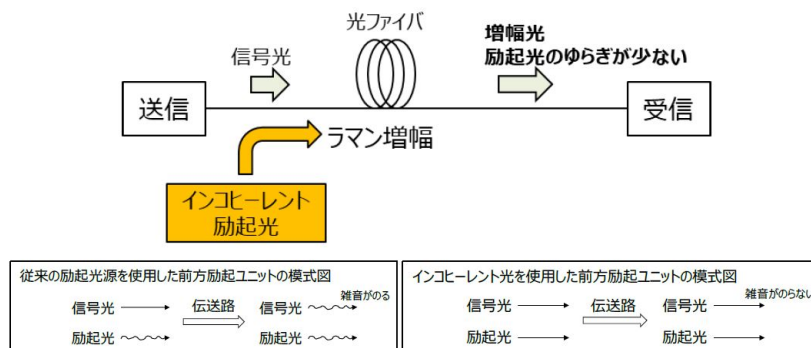 光ファイバ
信号光
増幅光
励起光のゆらぎが少ない
送信
受信
ラマン増幅
インコヒーレント
励起光
従来の励起光源を使用した前方励起ユニットの模式図
信号光 伝送路 信号光 雑音がのる
励起光 励起光
インコヒーレント光を使用した前方励起ユニットの模式図
信号光 伝送路 信号光 雑音がのらない
励起光 励起光